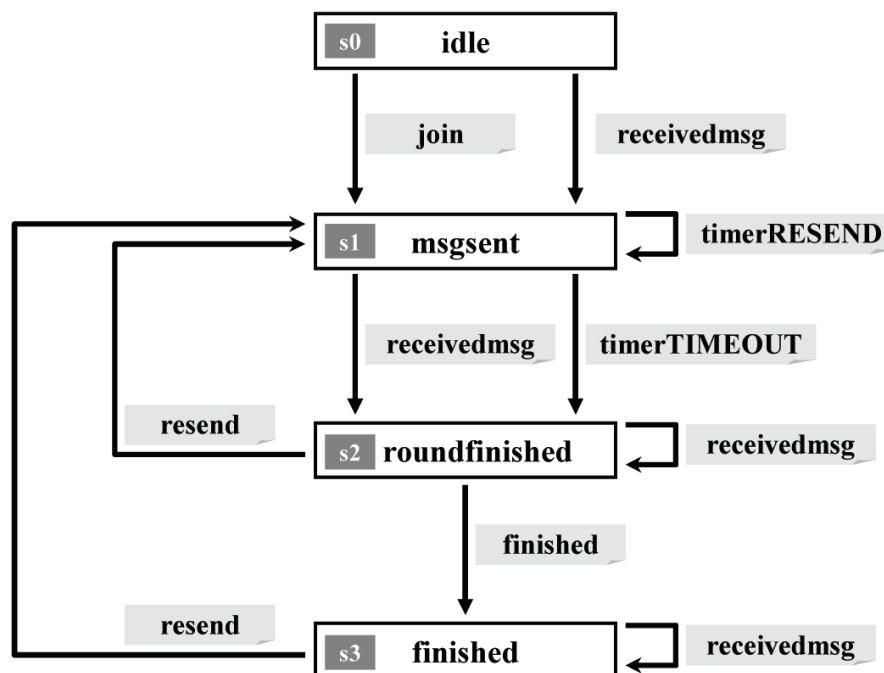 s0 idle
join
receivedmsg
s1 msgsent
timerRESEND
receivedmsg
timerTIMEOUT
resend
s2 roundfinished
receivedmsg
finished
resend
s3 finished
receivedmsg